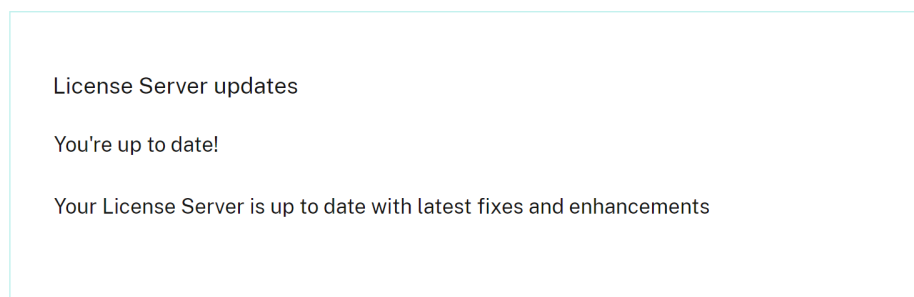 License Server updates
You're up to date!
Your License Server is up to date with latest fixes and enhancements